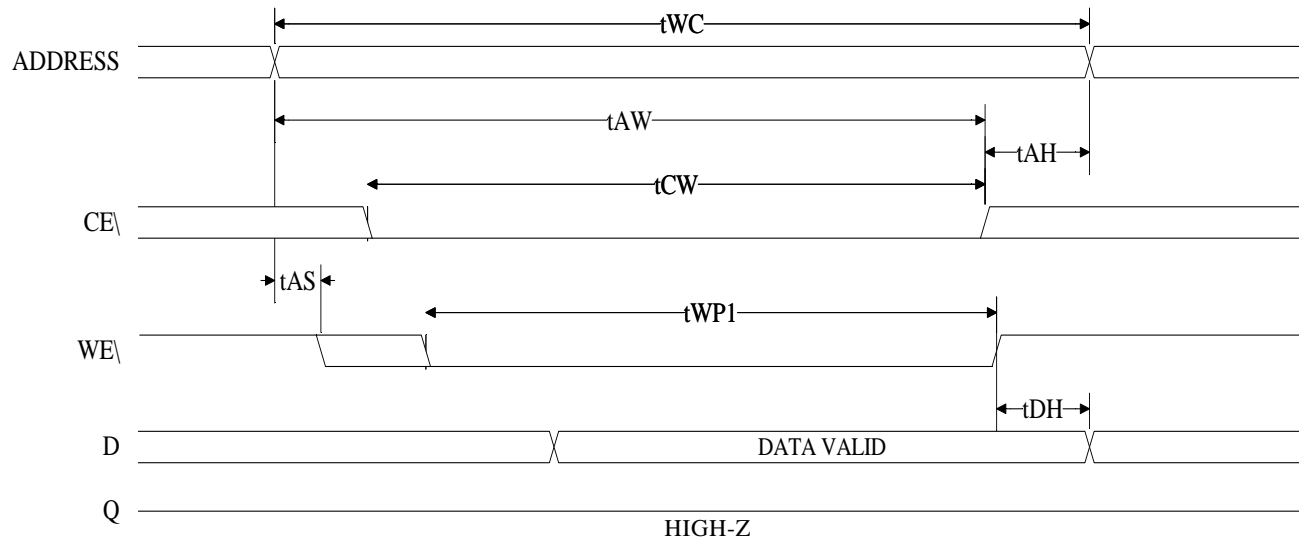 tWC
ADDRESS
tAW
tAH
tCW
CE\
tAS
tWP1
WE\
tDH
D
DATA VALID
Q
HIGH-Z